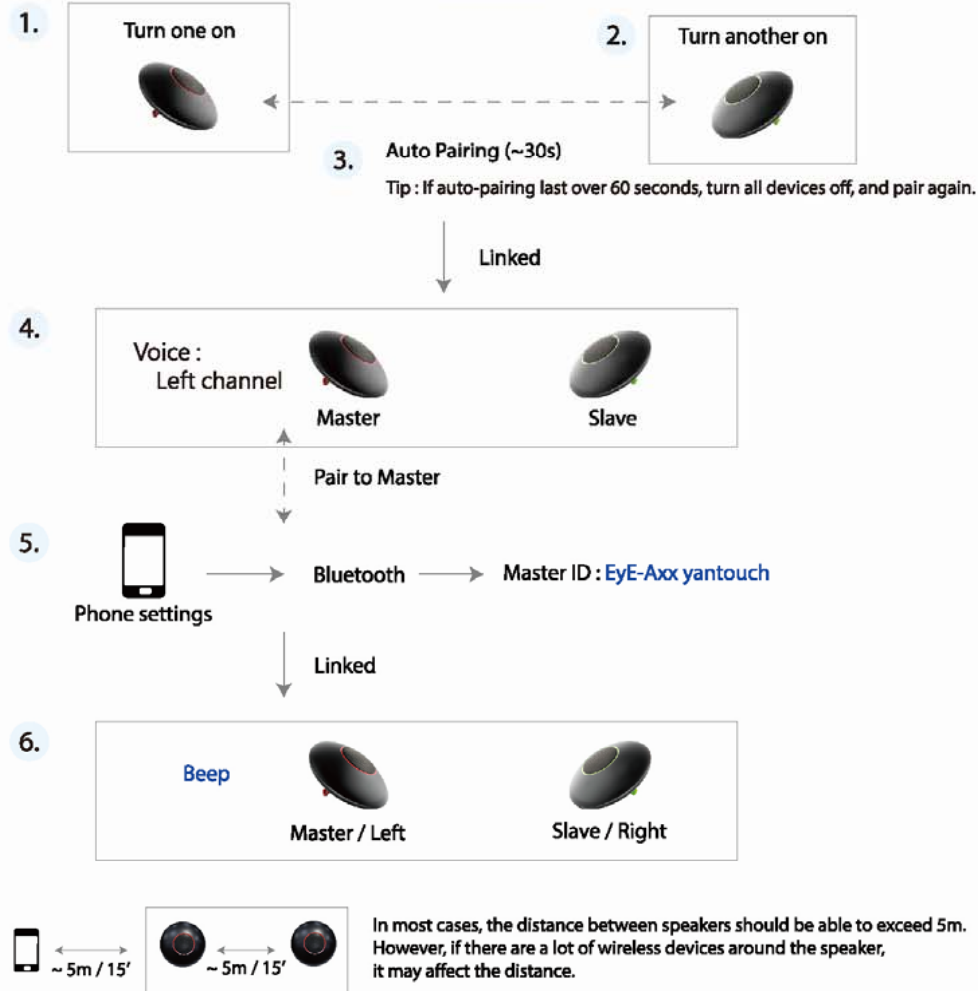 1.
Turn one on
2.
Turn another on
3.
Auto Pairing (~30s)
Tip : If auto-pairing last over 60 seconds, turn all devices off, and pair again.
Linked
4.
Voice :
Left channel
Master
Slave
Pair to Master
5.
Phone settings
Bluetooth
Master ID : EyE-Axx yantouch
Linked
6.
Beep
Master / Left
Slave / Right
~ 5m / 15'
~ 5m / 15'
In most cases, the distance between speakers should be able to exceed 5m.
However, if there are a lot of wireless devices around the speaker,
it may affect the distance.